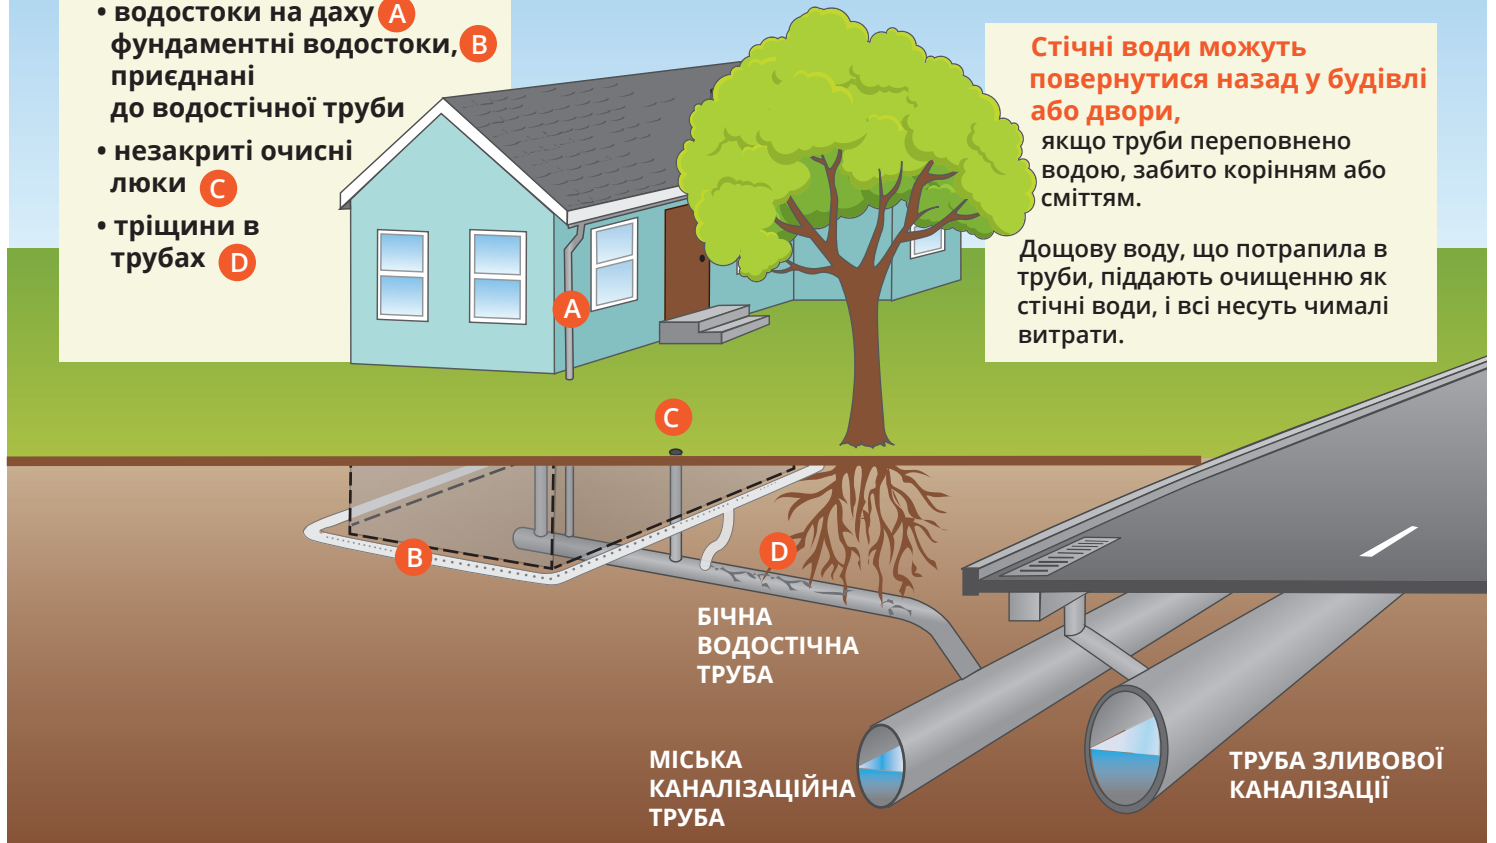 • водостоки на даху A
фундаментні водостоки, B
приєднані
до водостічної труби
• незакриті очисні
люки C
• тріщини в
трубах D
Стічні води можуть
повернутися назад у будівлі
або двори,
якщо труби переповнено
водою, забито корінням або
сміттям.
Дощову воду, що потрапила в
труби, піддають очищенню як
стічні води, і всі несуть чималі
витрати.
A
C
B
D
БІЧНА
ВОДОСТІЧНА
ТРУБА
МІСЬКА
КАНАЛІЗАЦІЙНА
ТРУБА
ТРУБА ЗЛИВОВОЇ
КАНАЛІЗАЦІЇ